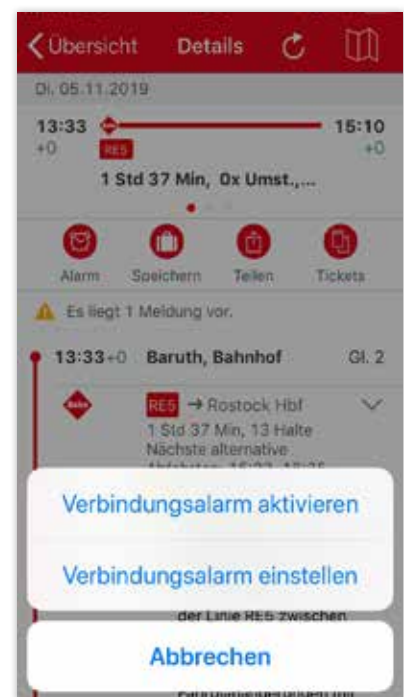 Übersicht Details
Di. 05.11.2019
13:33 Bahn 15:10
+0 RE5 +0
1 Std 37 Min, 0x Umst.,...
Alarm Speichern Teilen Tickets
Es liegt 1 Meldung vor.
13:33+0 Baruth, Bahnhof Gl. 2
Bahn RE5 → Rostock Hbf
1 Std 37 Min, 13 Halte
Nächste alternative
Verbindungsalarm aktivieren
Verbindungsalarm einstellen
der Linie RE5 zwischen
Abbrechen